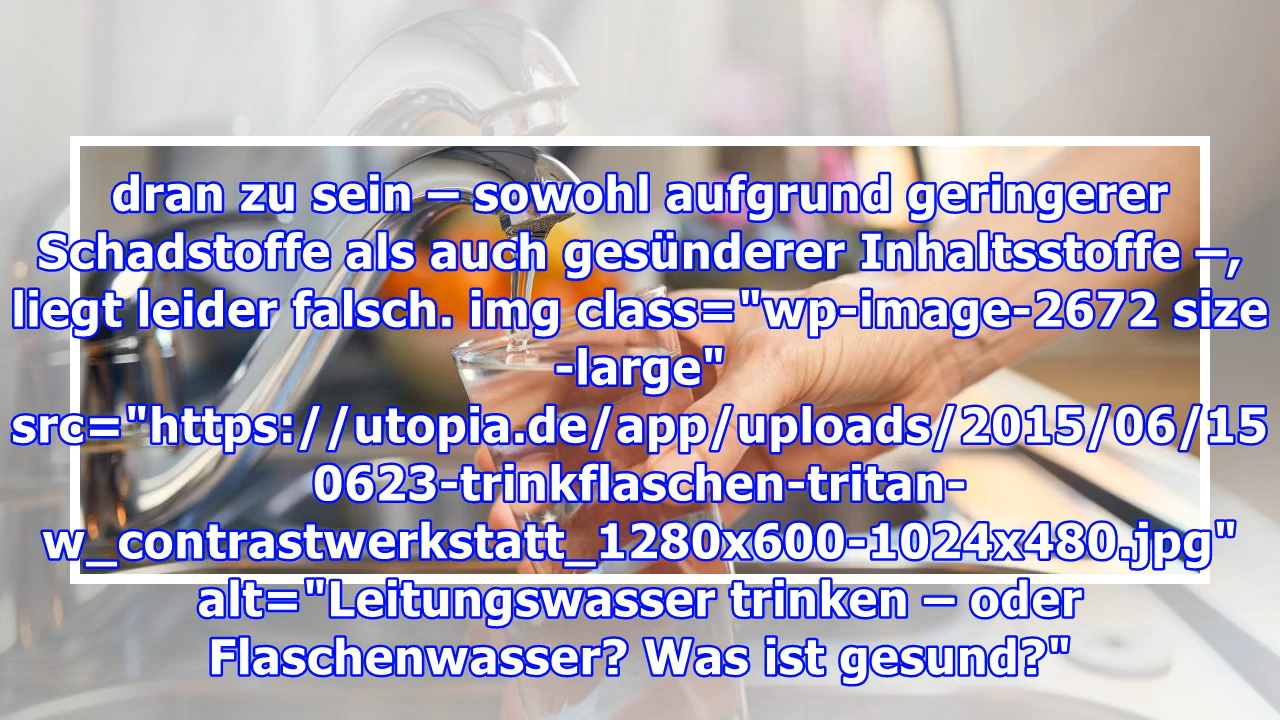 dran zu sein – sowohl aufgrund geringerer
Schadstoffe als auch gesünderer Inhaltsstoffe –,
liegt leider falsch. img class="wp-image-2672 size
-large"
src="https://utopia.de/app/uploads/2015/06/15
0623-trinkflaschen-tritan-
w_contrastwerkstatt_1280x600-1024x480.jpg"
alt="Leitungswasser trinken – oder
Flaschenwasser? Was ist gesund?"